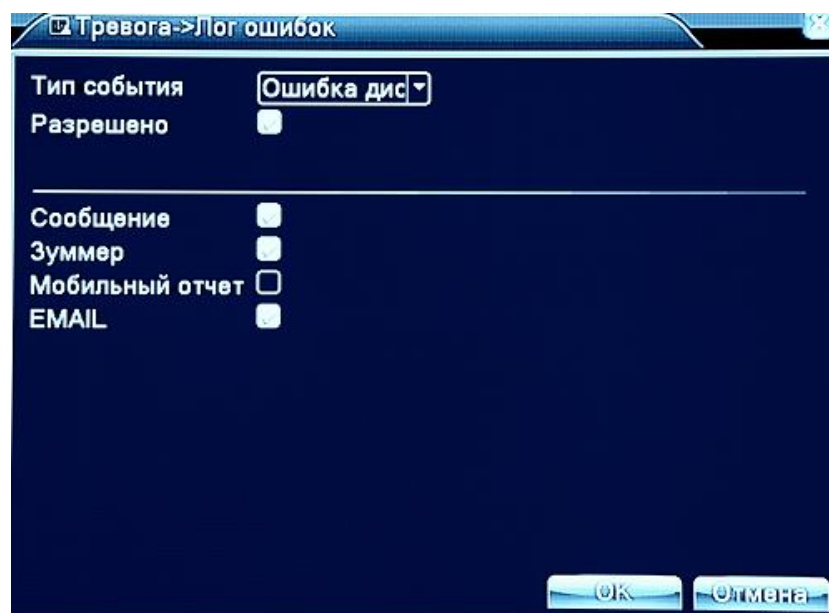 Тревога->Лог ошибок
Тип события Ошибка дис
Разрешено
Сообщение
Зуммер
Мобильный отчет
EMAIL
OK Отмена